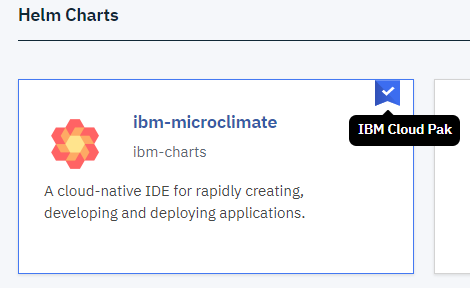 Helm Charts
ibm-microclimate
IBM Cloud Pak
ibm-charts
A cloud-native IDE for rapidly creating,
developing and deploying applications.